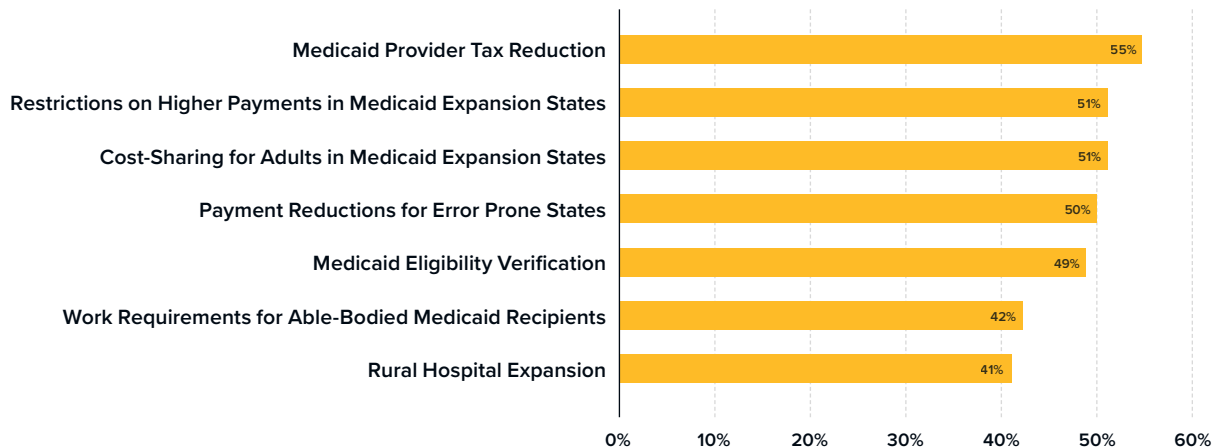 Medicaid Provider Tax Reduction 55%
Restrictions on Higher Payments in Medicaid Expansion States 51%
Cost-Sharing for Adults in Medicaid Expansion States 51%
Payment Reductions for Error Prone States 50%
Medicaid Eligibility Verification 49%
Work Requirements for Able-Bodied Medicaid Recipients 42%
Rural Hospital Expansion 41%
0% 10% 20% 30% 40% 50% 60%